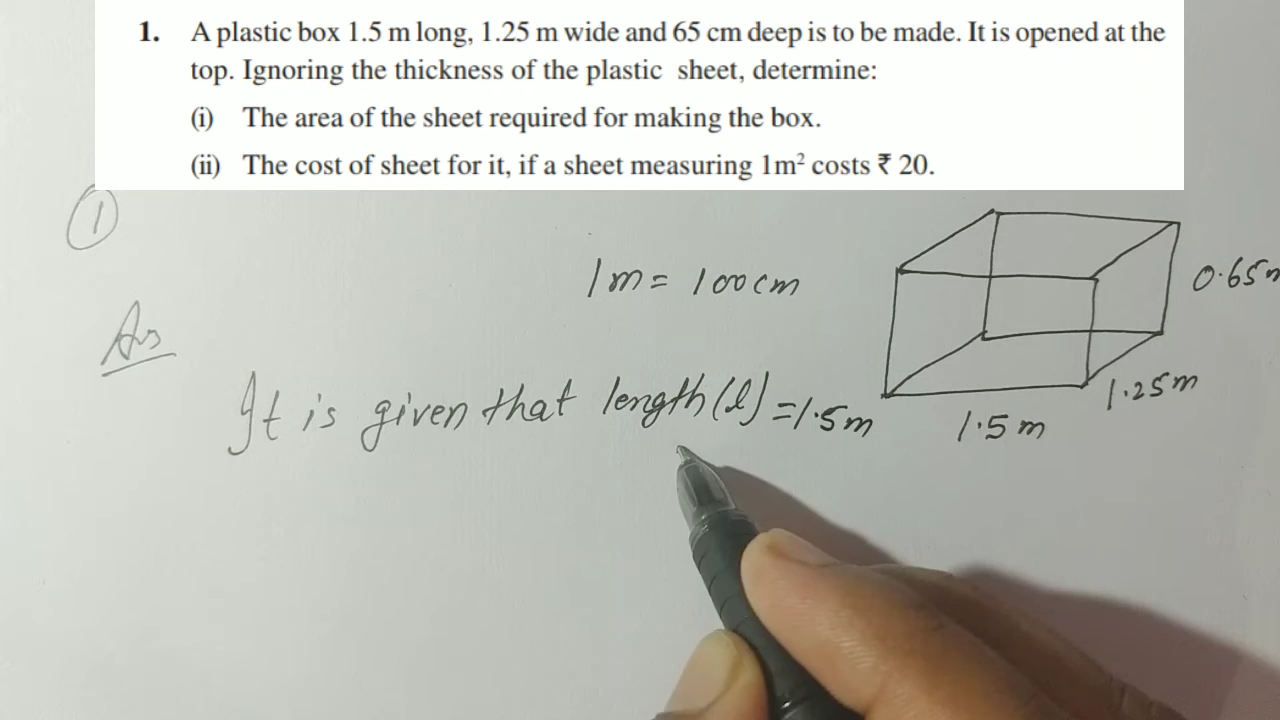 1. A plastic box 1.5 m long, 1.25 m wide and 65 cm deep is to be made. It is opened at the
top. Ignoring the thickness of the plastic sheet, determine:
(i) The area of the sheet required for making the box.
(ii) The cost of sheet for it, if a sheet measuring 1m² costs ₹ 20.
1
1m = 100cm
0.65m
Ans
It is given that length (l) = 1.5m
1.25m
1.5m